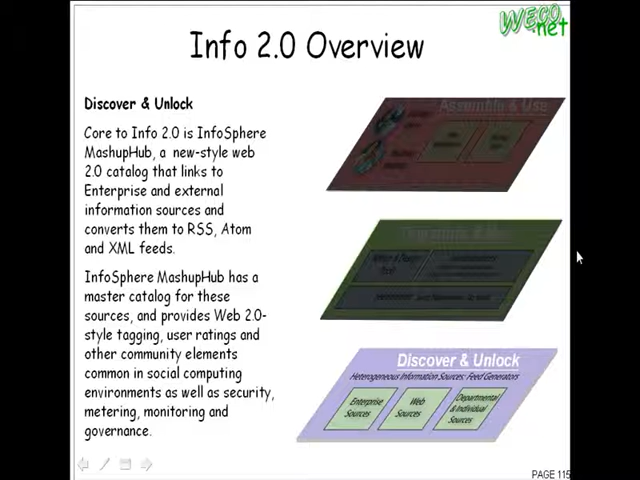 WECO
.net
Info 2.0 Overview
Discover & Unlock
Core to Info 2.0 is InfoSphere
MashupHub, a new-style web
2.0 catalog that links to
Enterprise and external
information sources and
converts them to RSS, Atom
and XML feeds.
InfoSphere MashupHub has a
master catalog for these
sources, and provides Web 2.0-
style tagging, user ratings and
other community elements
common in social computing
environments as well as security,
metering, monitoring and
governance.
Assemble & Use
Discover & Unlock
Heterogeneous Information Sources: Feed Generators
Enterprise
Sources
Web
Sources
Departmental
& Individual
Sources
PAGE 115